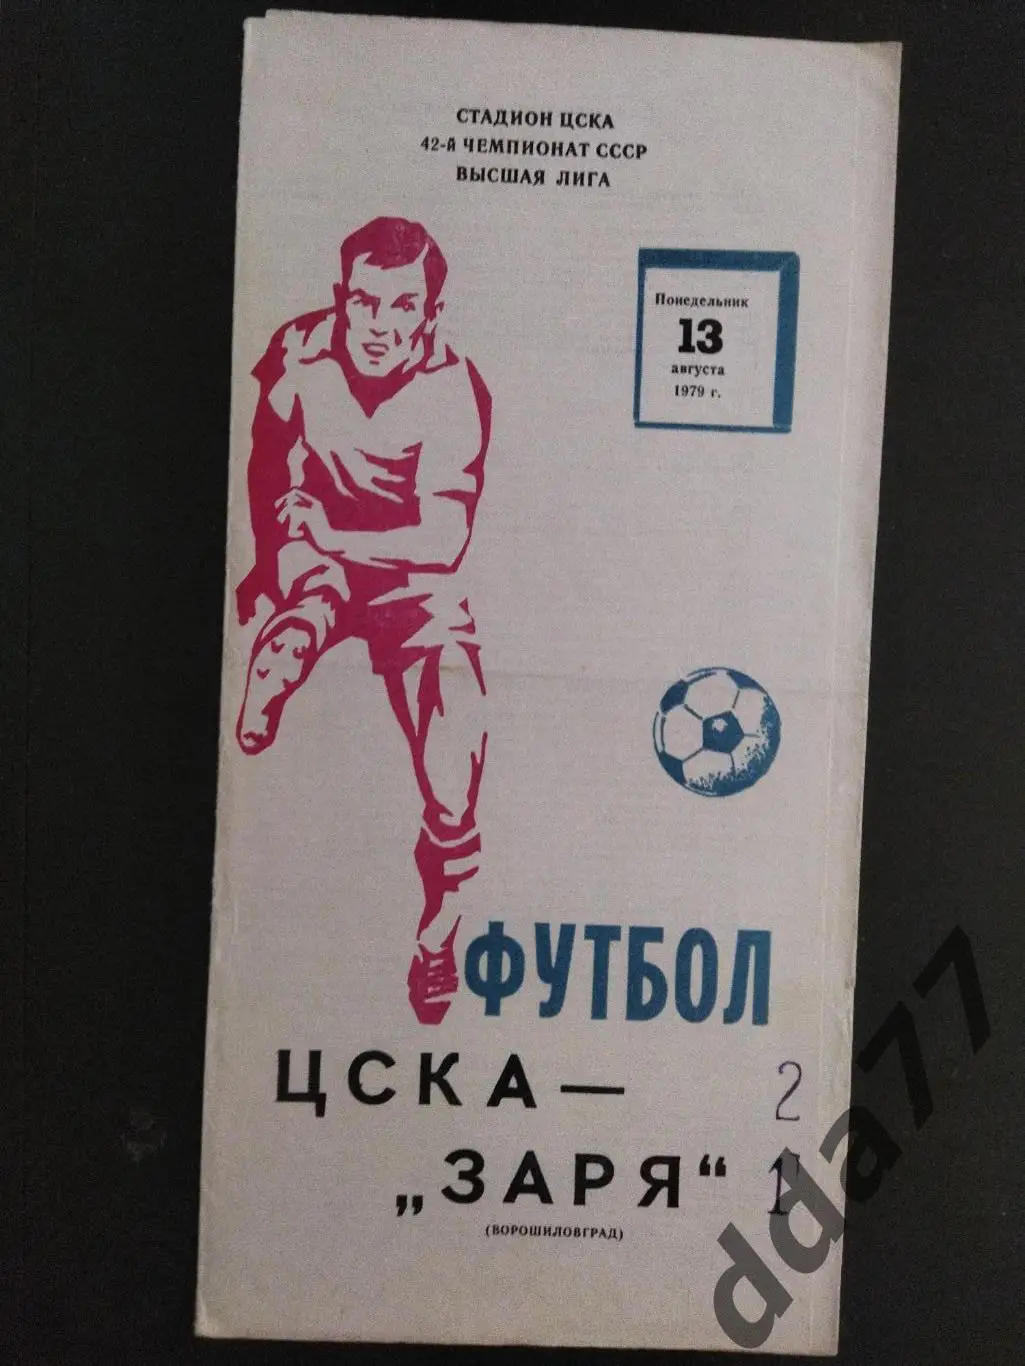 СТАДИОН ЦСКА
42-й ЧЕМПИОНАТ СССР
ВЫСШАЯ ЛИГА
Понедельник
13
августа
1979 г.
ФУТБОЛ
ЦСКА — 2
„ЗАРЯ“ 1
(ВОРОШИЛОВГРАД)
dda77